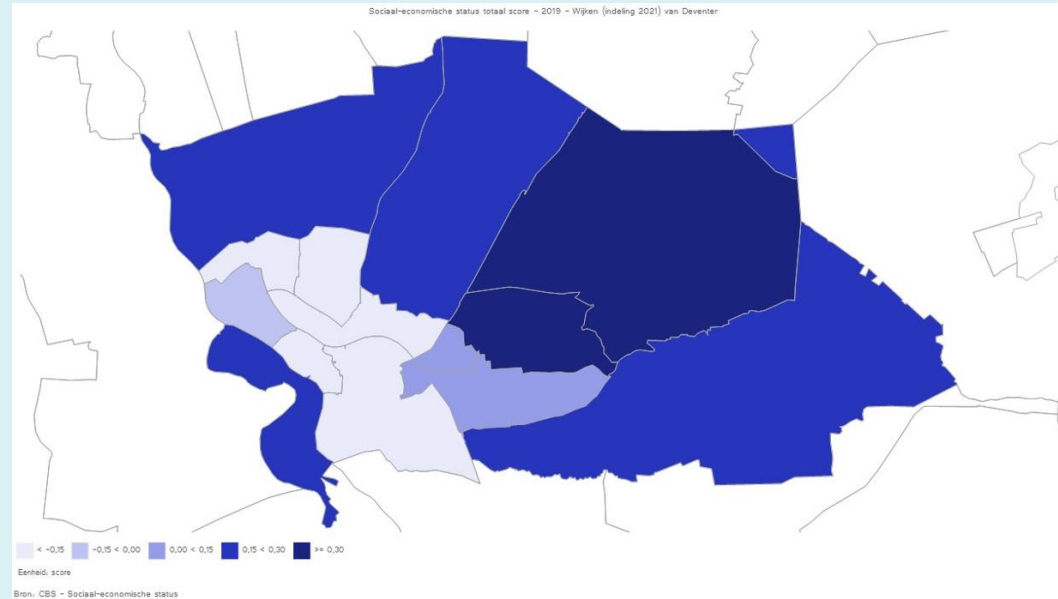 Sociaal-economische status totaal score - 2019 - Wijken (indeling 2021) van Deventer
< -0,15 -0,15 < 0,00 0,00 < 0,15 0,15 < 0,30 >= 0,30
Eenheid: score
Bron: CBS - Sociaal-economische status